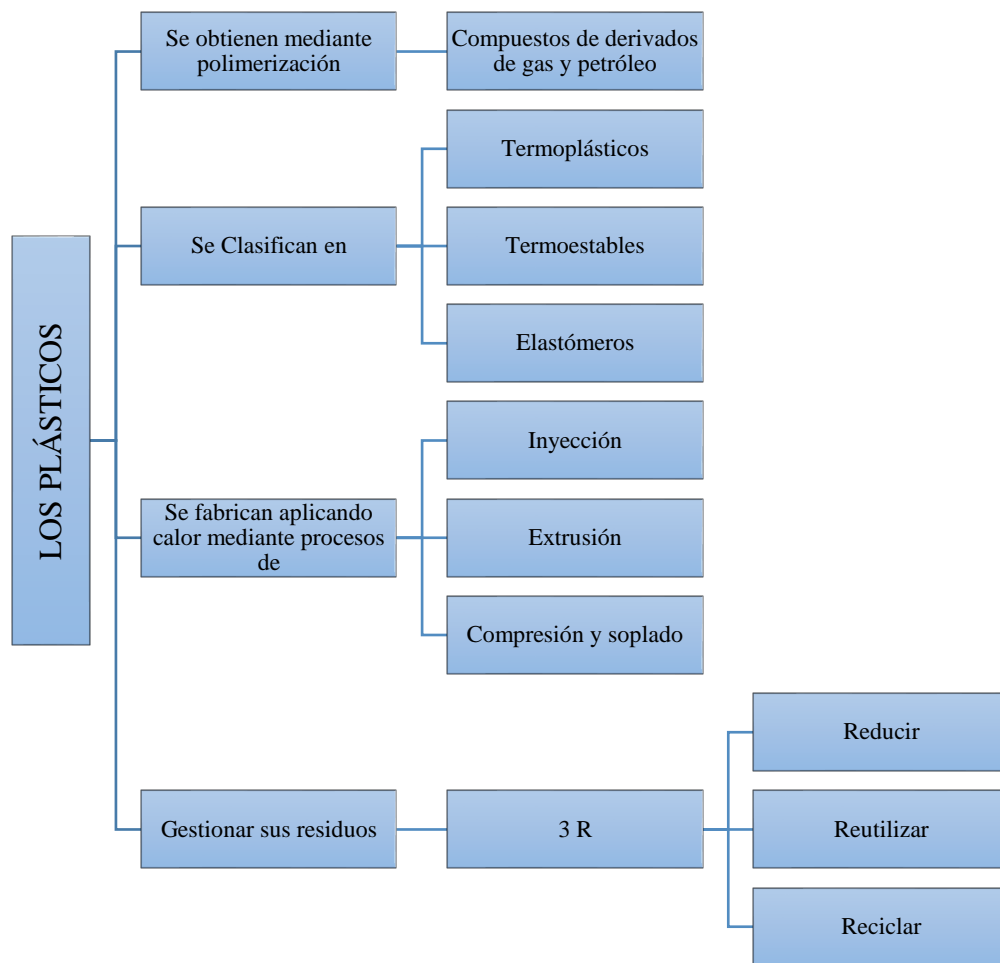 LOS PLÁSTICOS
Se obtienen mediante
polimerización
Compuestos de derivados
de gas y petróleo
Se Clasifican en
Termoplásticos
Termoestables
Elastómeros
Se fabrican aplicando
calor mediante procesos
de
Inyección
Extrusión
Compresión y soplado
Gestionar sus residuos
3 R
Reducir
Reutilizar
Reciclar